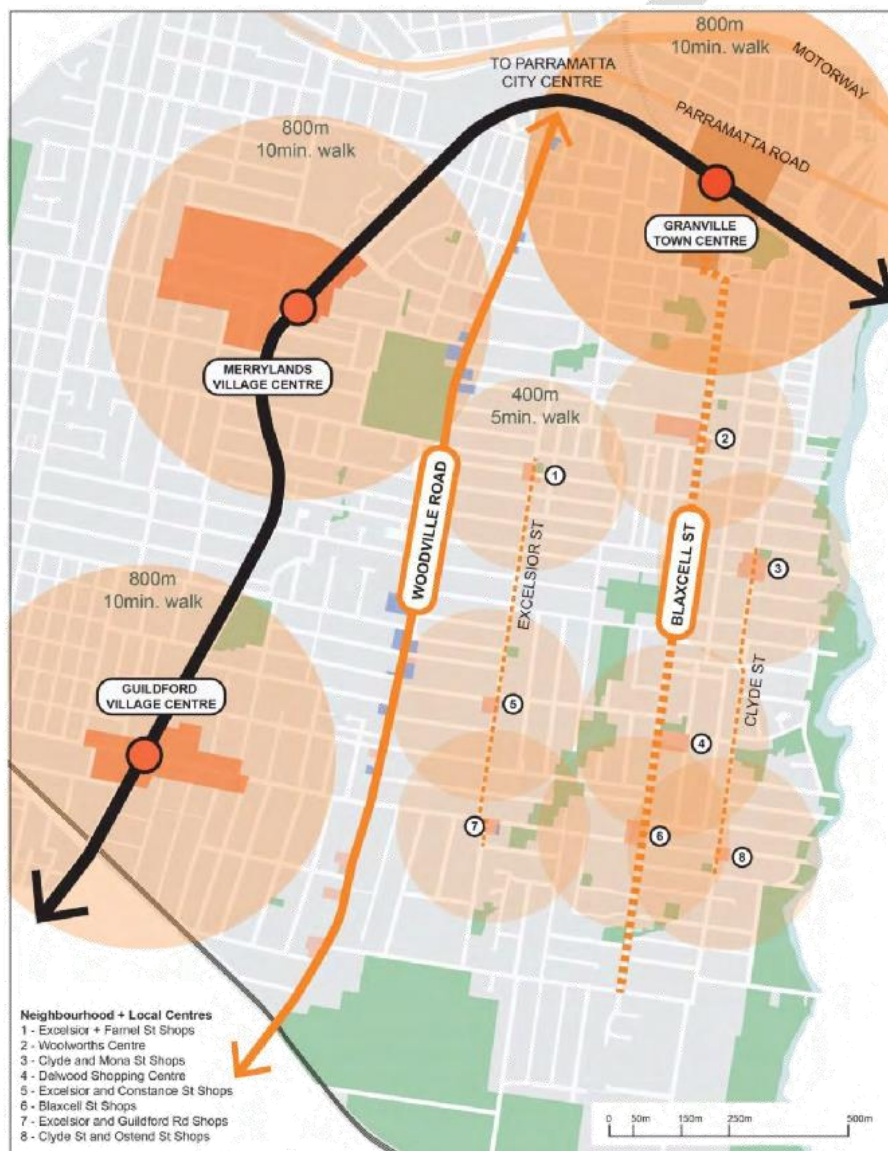 800m
10min. walk
MOTORWAY
TO PARRAMATTA
CITY CENTRE
PARRAMATTA ROAD
800m
10min. walk
GRANVILLE
TOWN CENTRE
MERRYLANDS
VILLAGE CENTRE
400m
5min. walk
2
1
WOODVILLE ROAD
EXCELSIOR ST
BLAXCELL ST
3
800m
10min. walk
CLYDE ST
GUILDFORD
VILLAGE CENTRE
5
4
7
6
8
Neighbourhood + Local Centres
1 - Excelsior + Farnel St Shops
2 - Woolworths Centre
3 - Clyde and Mona St Shops
4 - Delwood Shopping Centre
5 - Excelsior and Constance St Shops
6 - Blaxcell St Shops
7 - Excelsior and Guildford Rd Shops
8 - Clyde St and Ostend St Shops
0 50m 150m 250m 500m